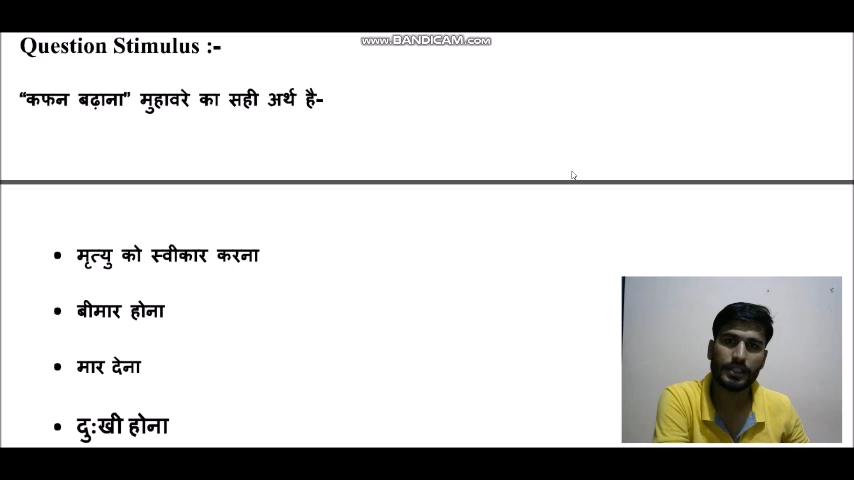 www.BANDICAM.com
Question Stimulus :-
“कफन बढ़ाना” मुहावरे का सही अर्थ है-
• मृत्यु को स्वीकार करना
• बीमार होना
• मार देना
• दुःखी होना